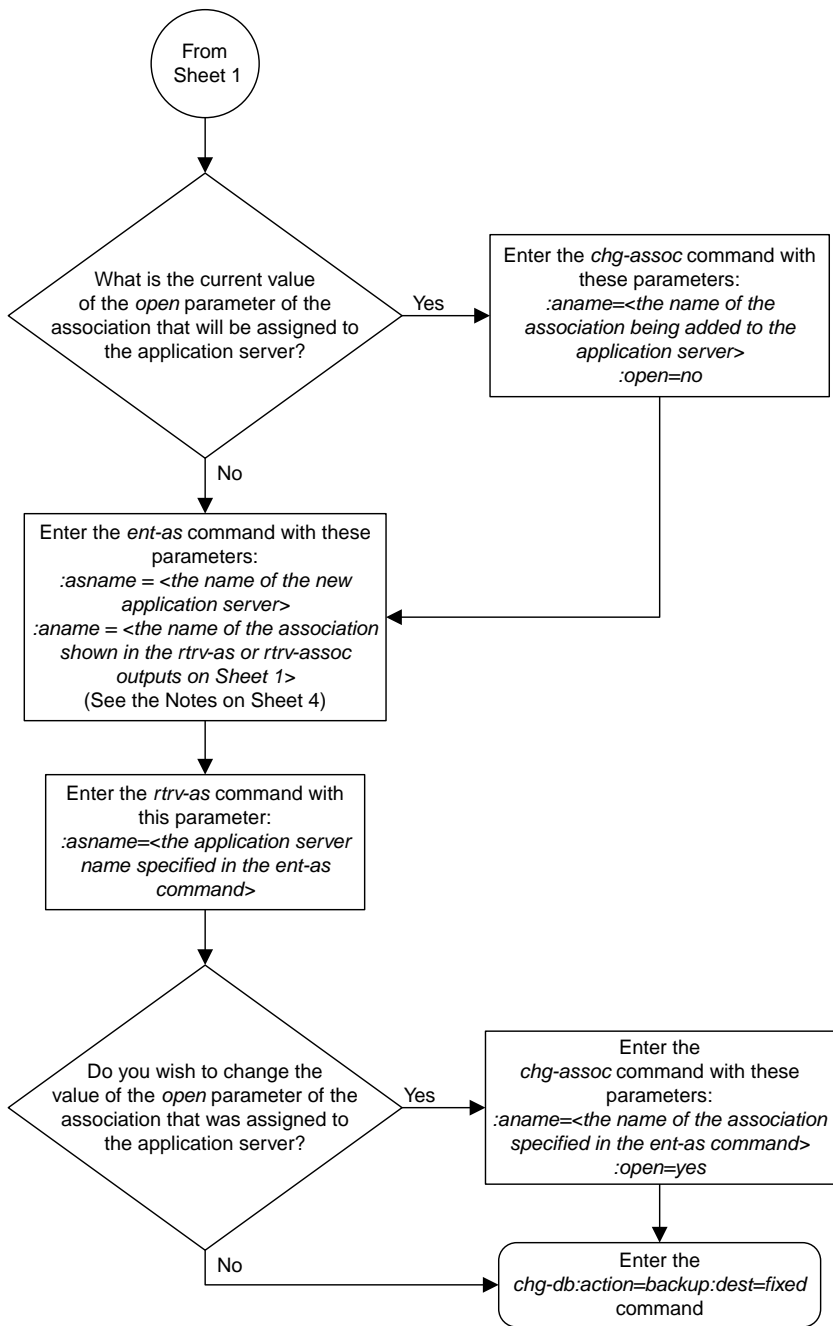 From
Sheet 1
What is the current value
of the open parameter of the
association that will be assigned to
the application server?
Yes
Enter the chg-assoc command with
these parameters:
:aname=<the name of the
association being added to the
application server>
:open=no
No
Enter the ent-as command with these
parameters:
:asname = <the name of the new
application server>
:aname = <the name of the association
shown in the rtrv-as or rtrv-assoc
outputs on Sheet 1>
(See the Notes on Sheet 4)
Enter the rtrv-as command with
this parameter:
:asname=<the application server
name specified in the ent-as
command>
Do you wish to change the
value of the open parameter of the
association that was assigned to
the application server?
Yes
Enter the
chg-assoc command with these
parameters:
:aname=<the name of the association
specified in the ent-as command>
:open=yes
No
Enter the
chg-db:action=backup:dest=fixed
command